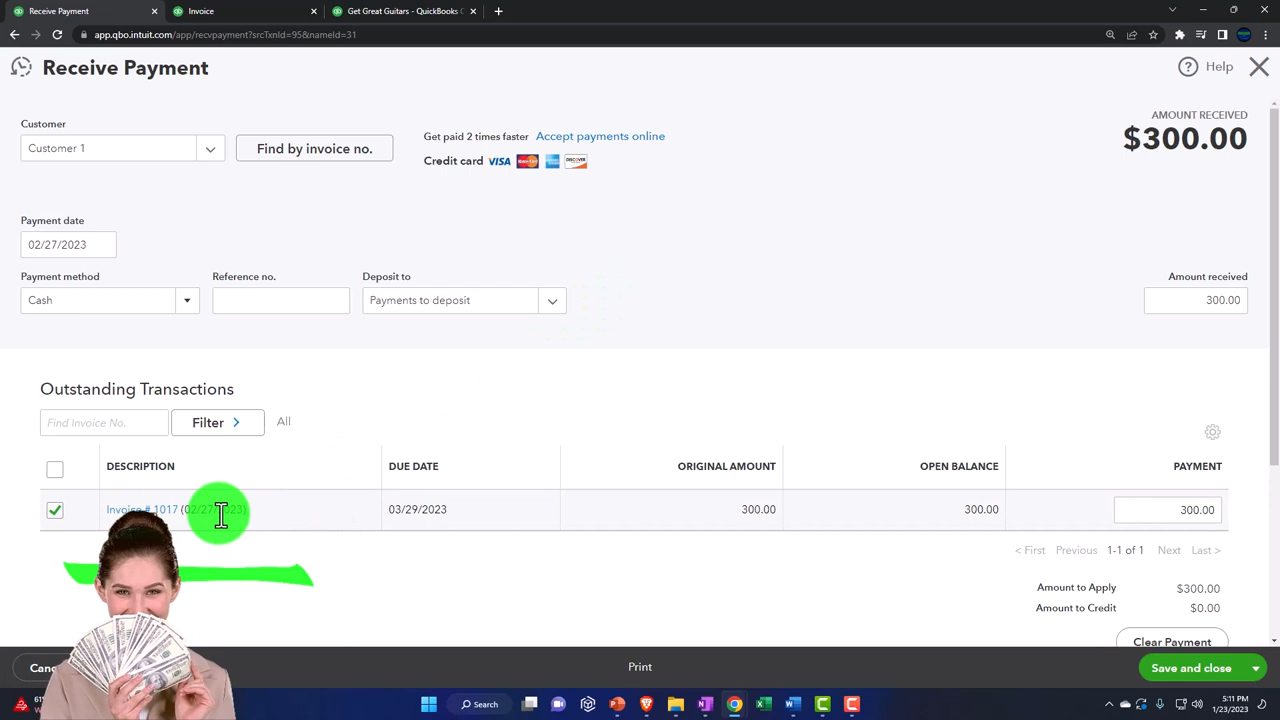 Receive Payment
Invoice
Get Great Guitars - QuickBooks C
app.qbo.intuit.com/app/recvpayment?srcTxnId=95&nameId=31
Receive Payment
Help
Customer
Customer 1
Find by invoice no.
Get paid 2 times faster Accept payments online
Credit card VISA
AMOUNT RECEIVED
$300.00
Payment date
02/27/2023
Payment method
Reference no.
Deposit to
Amount received
Cash
Payments to deposit
300.00
Outstanding Transactions
Find Invoice No.
Filter >
All
DESCRIPTION
DUE DATE
ORIGINAL AMOUNT
OPEN BALANCE
PAYMENT
Invoice # 1017 (02/27/2023)
03/29/2023
300.00
300.00
300.00
< First Previous 1-1 of 1 Next Last >
Amount to Apply $300.00
Amount to Credit $0.00
Clear Payment
Print
Save and close
Search
5:11 PM
1/23/2023